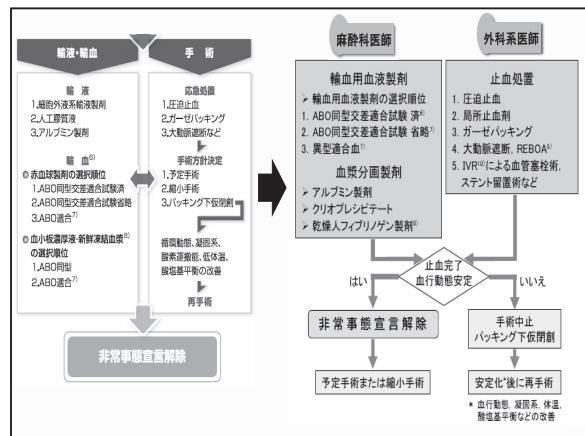 輸液・輸血
輸 液
1.細胞外液系輸液製剤
2.人工膠質液
3.アルブミン製剤
輸 血6)
赤血球製剤の選択順位
1.ABO同型交差適合試験済
2.ABO同型交差適合試験省略
3.ABO適合7)
血小板濃厚液・新鮮凍結血漿8)
の選択順位
1.ABO同型
2.ABO適合7)
手 術
応急処置
1.圧迫止血
2.ガーゼパッキング
3.大動脈遮断など
手術方針決定
1.予定手術
2.縮小手術
3.パッキング下仮閉創
循環動態、凝固系、
酸素運搬能、低体温、
酸塩基平衡の改善
再手術
非常事態宣言解除
麻酔科医師
輸血用血液製剤
輸血用血液製剤の選択順位
1. ABO同型交差適合試験 済6)
2. ABO同型交差適合試験 省略7)
3. 異型適合血7)
血漿分画製剤
アルブミン製剤
クリオプレシピテート
乾燥人フィブリノゲン製剤8)
外科系医師
止血処置
1. 圧迫止血
2. 局所止血剤
3. ガーゼパッキング
4. 大動脈遮断, REBOA9)
5. IVR10)による血管塞栓術,
ステント留置術など
止血完了
血行動態安定
はい
いいえ
非常事態宣言解除
予定手術または縮小手術
手術中止
パッキング下仮閉創
安定化*後に再手術
* 血行動態, 凝固系, 体温,
酸塩基平衡などの改善